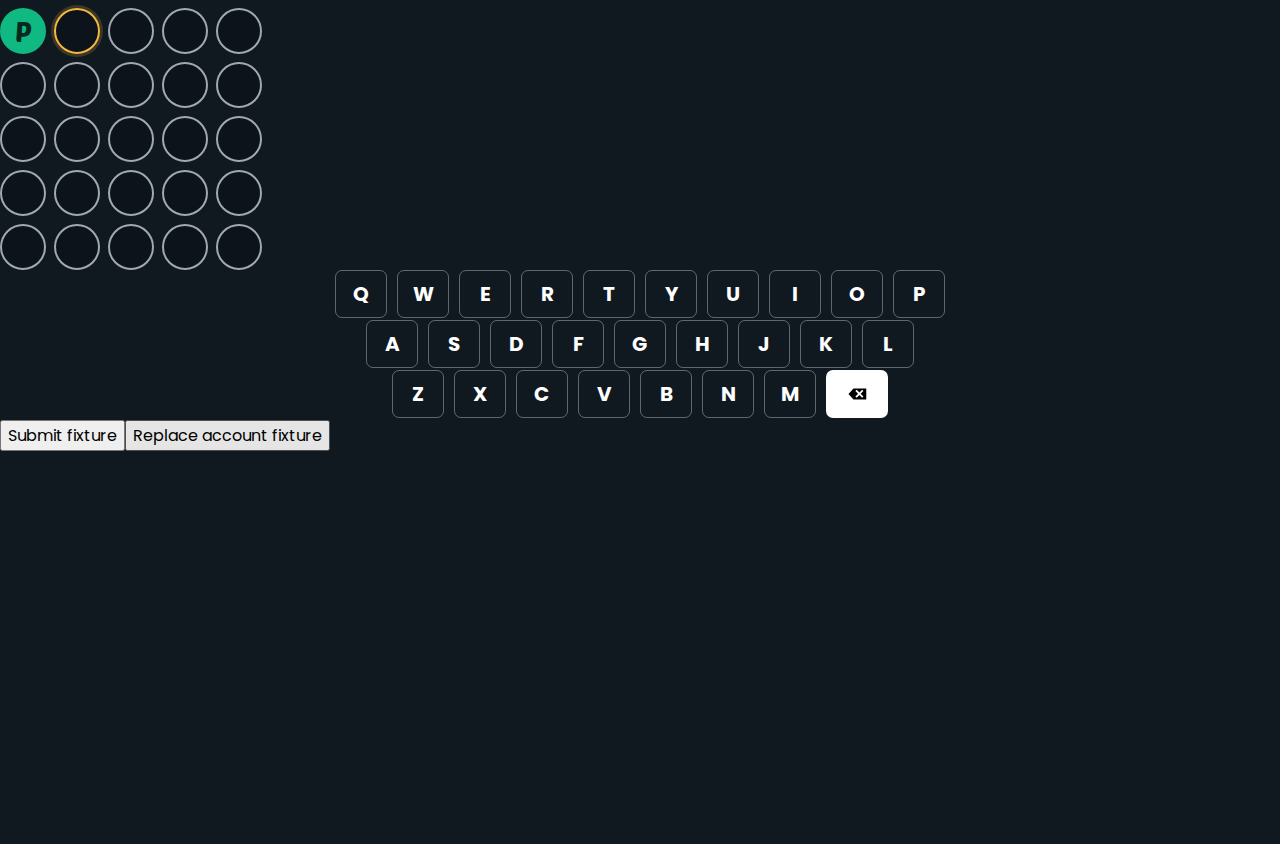 P
Q W E R T Y U I O P
A S D F G H J K L
Z X C V B N M
Submit fixture Replace account fixture